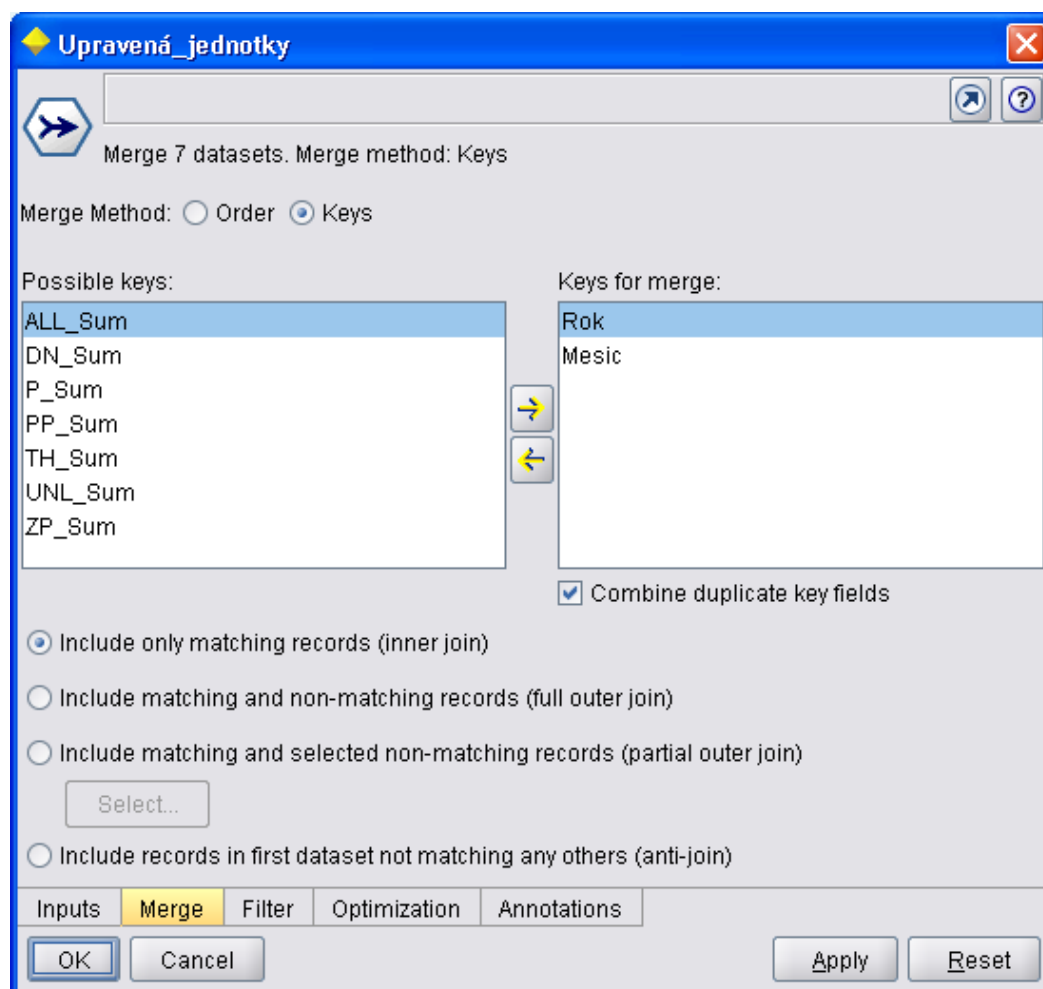 Upravená_jednotky
Merge 7 datasets. Merge method: Keys
Merge Method: Order Keys
Possible keys: Keys for merge:
ALL_Sum Rok
DN_Sum Mesic
P_Sum
PP_Sum
TH_Sum
UNL_Sum
ZP_Sum
Combine duplicate key fields
Include only matching records (inner join)
Include matching and non-matching records (full outer join)
Include matching and selected non-matching records (partial outer join)
Select...
Include records in first dataset not matching any others (anti-join)
Inputs Merge Filter Optimization Annotations
OK Cancel Apply Reset